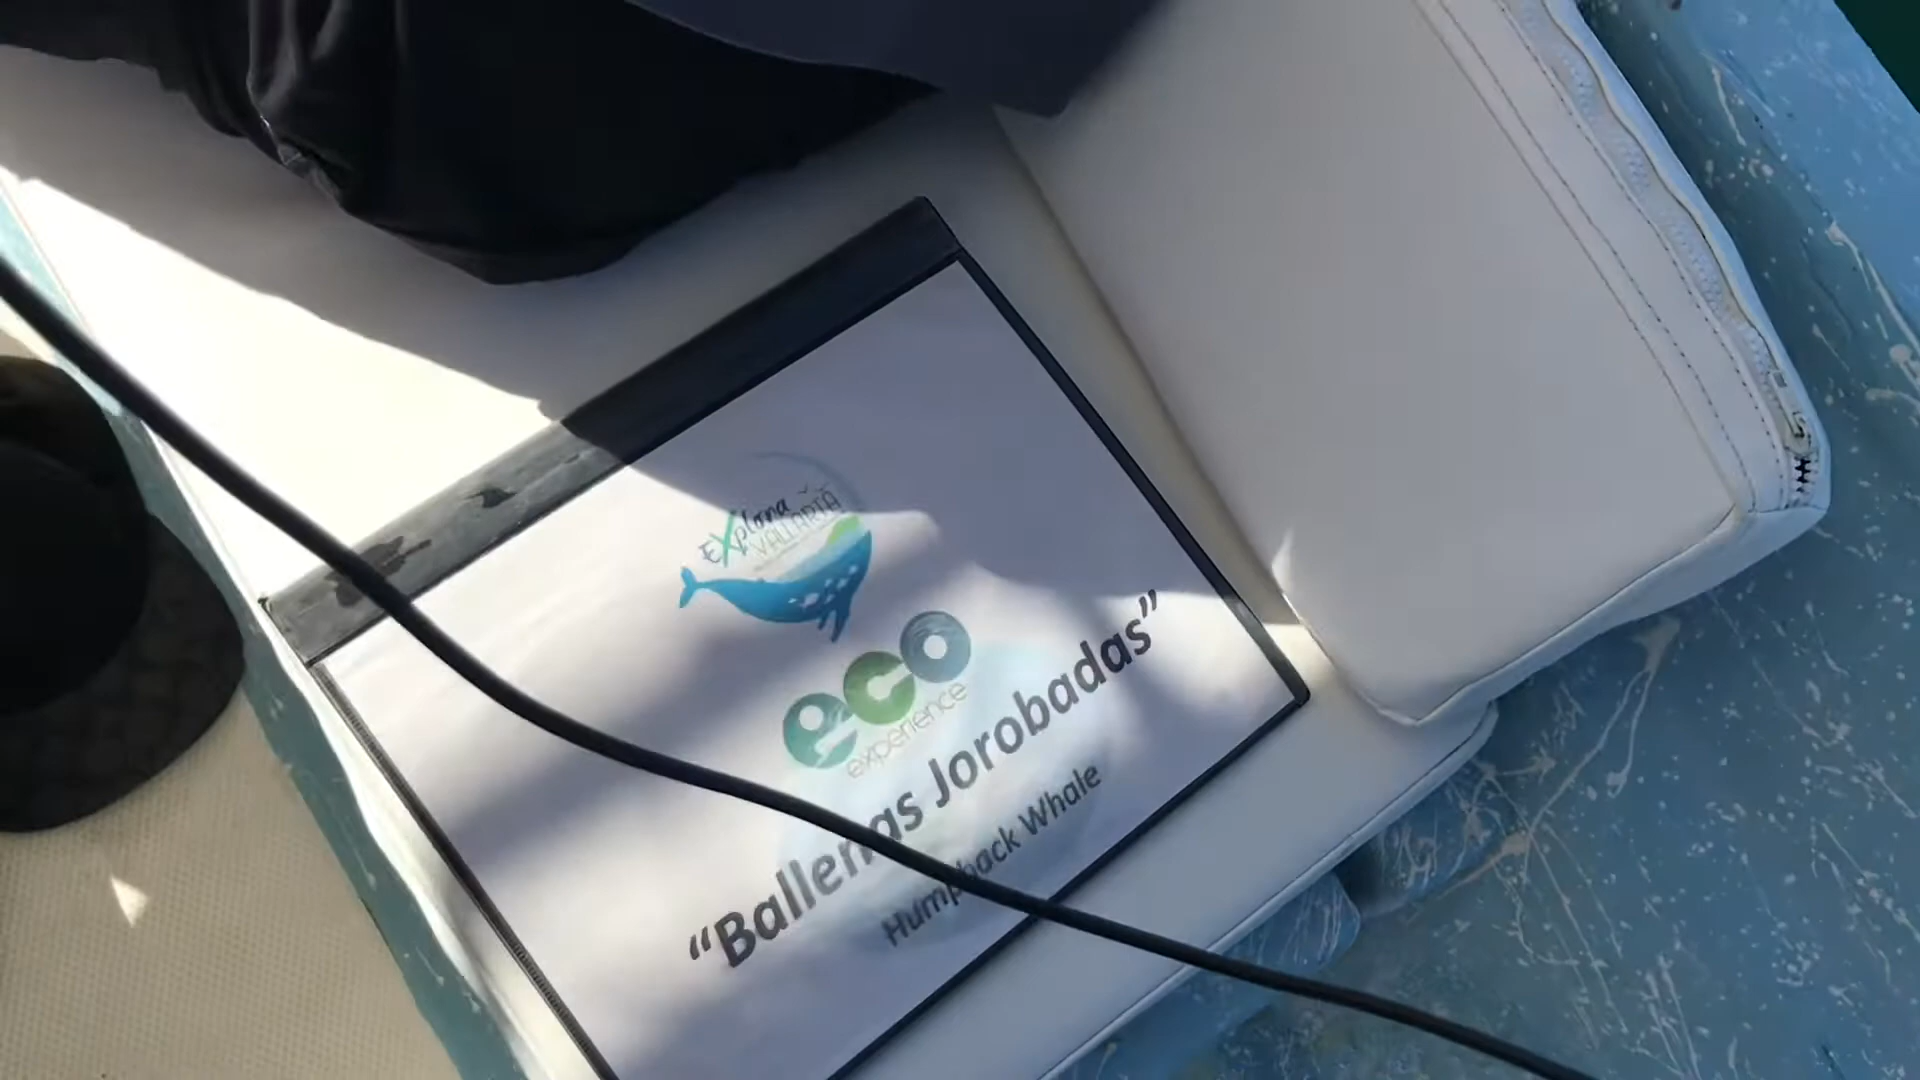 Explora
VALLARTA
eco
experience
“Ballenas Jorobadas”
Humpback Whale